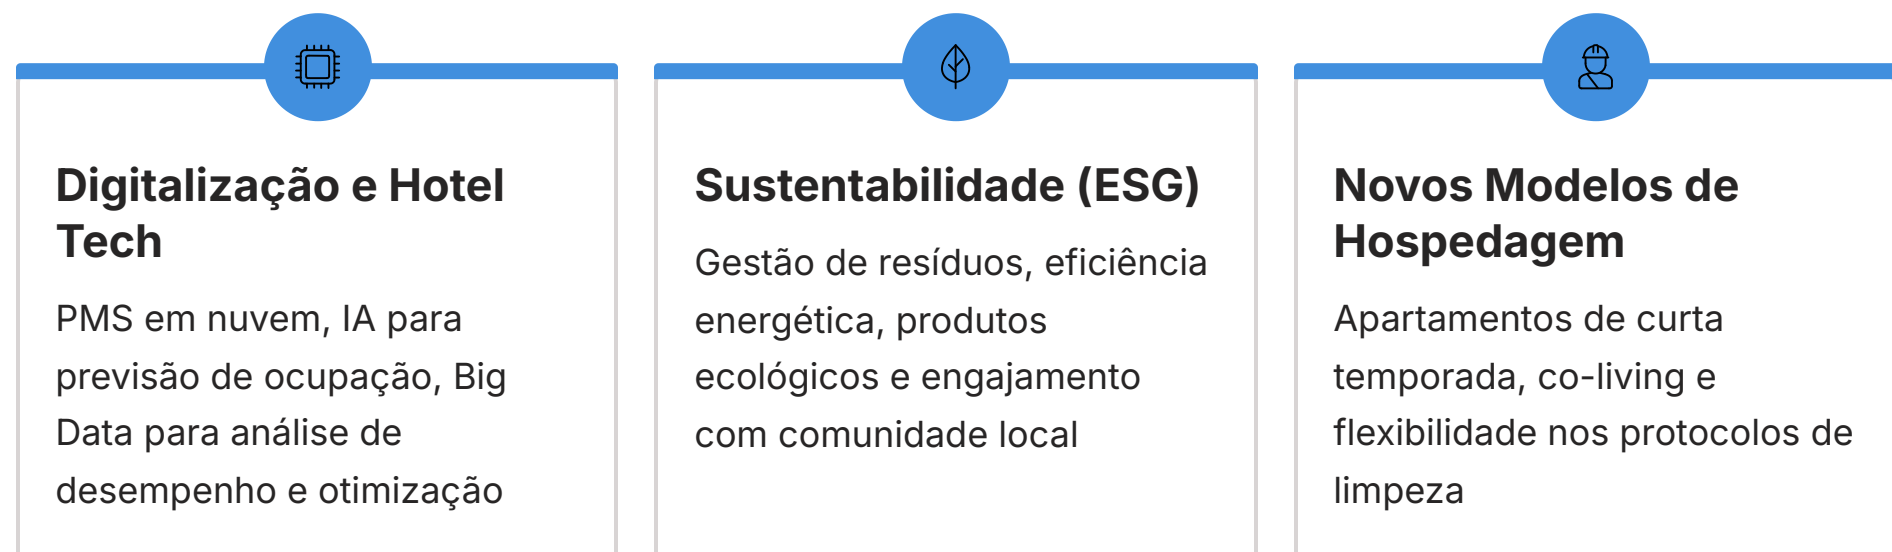 Digitalização e Hotel
Tech
PMS em nuvem, IA para
previsão de ocupação, Big
Data para análise de
desempenho e otimização
Sustentabilidade (ESG)
Gestão de resíduos, eficiência
energética, produtos
ecológicos e engajamento
com comunidade local
Novos Modelos de
Hospedagem
Apartamentos de curta
temporada, co-living e
flexibilidade nos protocolos de
limpeza